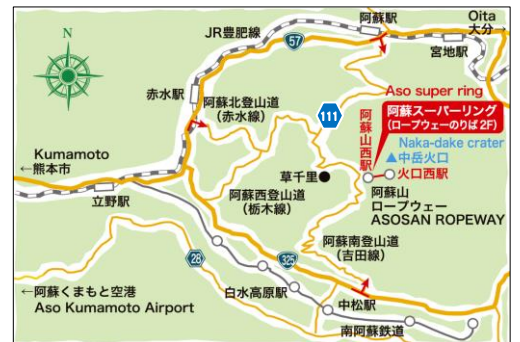 N
JR豊肥線
57
阿蘇駅
Oita
大分→
宮地駅
Aso super ring
赤水駅
阿蘇北登山道
(赤水線)
111
阿蘇スーパーリング
(ロープウェーのりば2F)
阿蘇山西駅
Naka-dake crater
中岳火口
火口西駅
Kumamoto
←熊本市
草千里
阿蘇山
ロープウェー
ASOSAN ROPEWAY
立野駅
阿蘇西登山道
(栃木線)
阿蘇南登山道
(吉田線)
28
325
←阿蘇くまもと空港
Aso Kumamoto Airport
白水高原駅
中松駅
南阿蘇鉄道